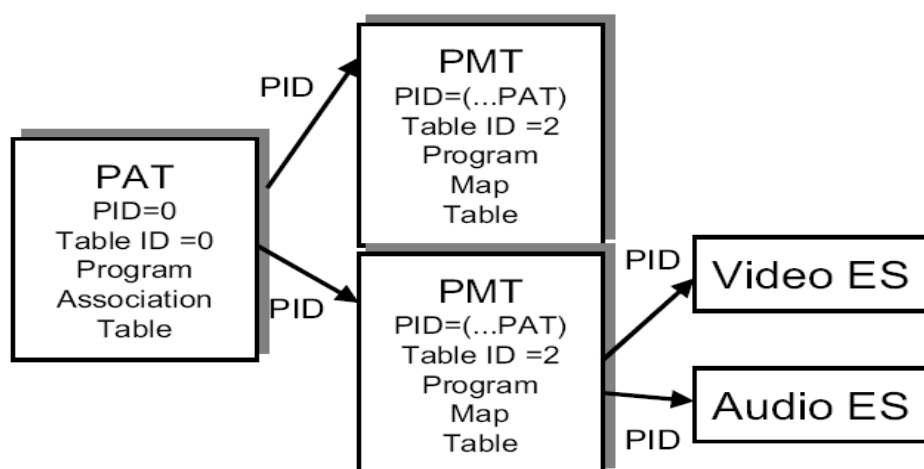 PAT
PID=0
Table ID =0
Program
Association
Table
PID
PID
PMT
PID=(...PAT)
Table ID =2
Program
Map
Table
PMT
PID=(...PAT)
Table ID =2
Program
Map
Table
PID
Video ES
Audio ES
PID